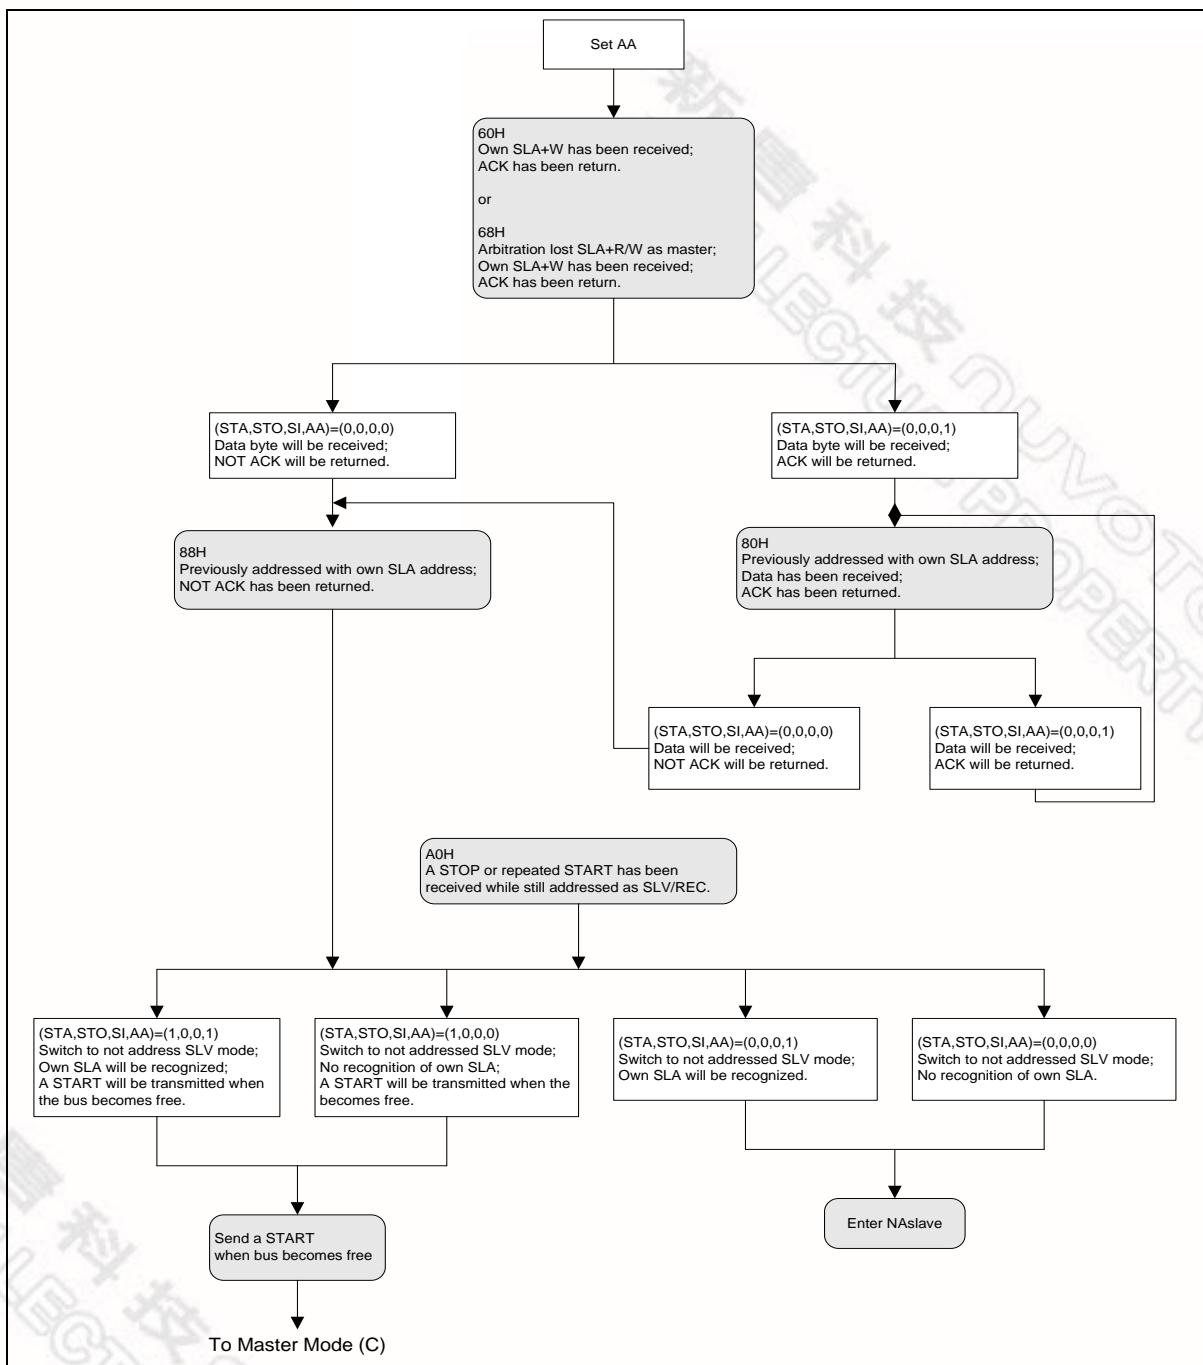 Set AA
60H
Own SLA+W has been received;
ACK has been return.
or
68H
Arbitration lost SLA+R/W as master;
Own SLA+W has been received;
ACK has been return.
(STA,STO,SI,AA)=(0,0,0,0)
Data byte will be received;
NOT ACK will be returned.
(STA,STO,SI,AA)=(0,0,0,1)
Data byte will be received;
ACK will be returned.
88H
Previously addressed with own SLA address;
NOT ACK has been returned.
80H
Previously addressed with own SLA address;
Data has been received;
ACK has been returned.
(STA,STO,SI,AA)=(0,0,0,0)
Data will be received;
NOT ACK will be returned.
(STA,STO,SI,AA)=(0,0,0,1)
Data will be received;
ACK will be returned.
A0H
A STOP or repeated START has been
received while still addressed as SLV/REC.
(STA,STO,SI,AA)=(1,0,0,1)
Switch to not address SLV mode;
Own SLA will be recognized;
A START will be transmitted when
the bus becomes free.
(STA,STO,SI,AA)=(1,0,0,0)
Switch to not addressed SLV mode;
No recognition of own SLA;
A START will be transmitted when the
becomes free.
(STA,STO,SI,AA)=(0,0,0,1)
Switch to not addressed SLV mode;
Own SLA will be recognized.
(STA,STO,SI,AA)=(0,0,0,0)
Switch to not addressed SLV mode;
No recognition of own SLA.
Send a START
when bus becomes free
Enter NAslave
To Master Mode (C)